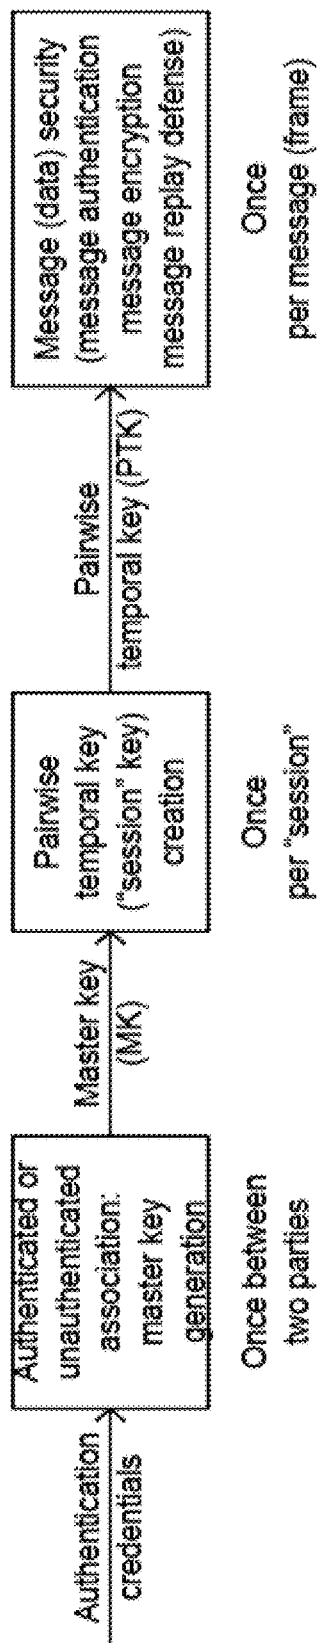 Authentication
credentials
Authenticated or
unauthenticated
association:
master key
generation
Once between
two parties
Master key
(MK)
Pairwise
temporal key
("session" key)
creation
Once
per "session"
Pairwise
temporal key (PTK)
Message (data) security
(message authentication
message encryption
message replay defense)
Once
per message (frame)